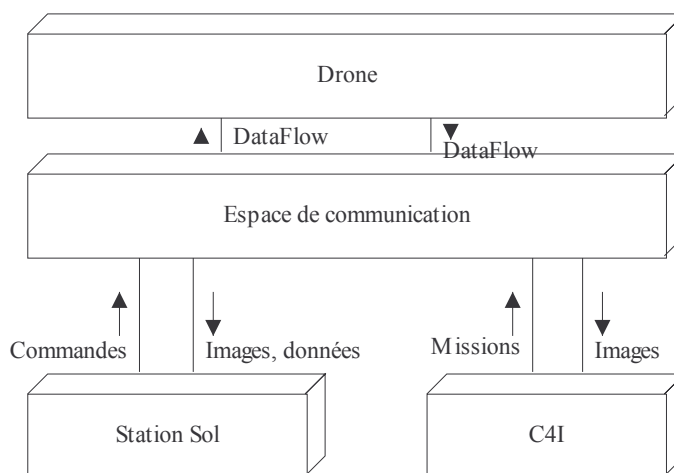 Drone
DataFlow
DataFlow
Espace de communication
Commandes
Images, données
Missions
Images
Station Sol
C4I